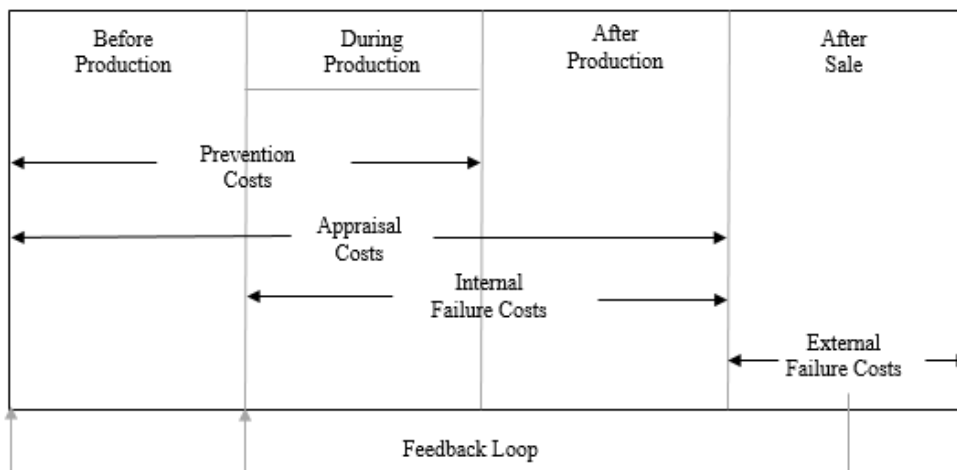 Before
Production
During
Production
After
Production
After
Sale
Prevention
Costs
Appraisal
Costs
Internal
Failure Costs
External
Failure Costs
Feedback Loop